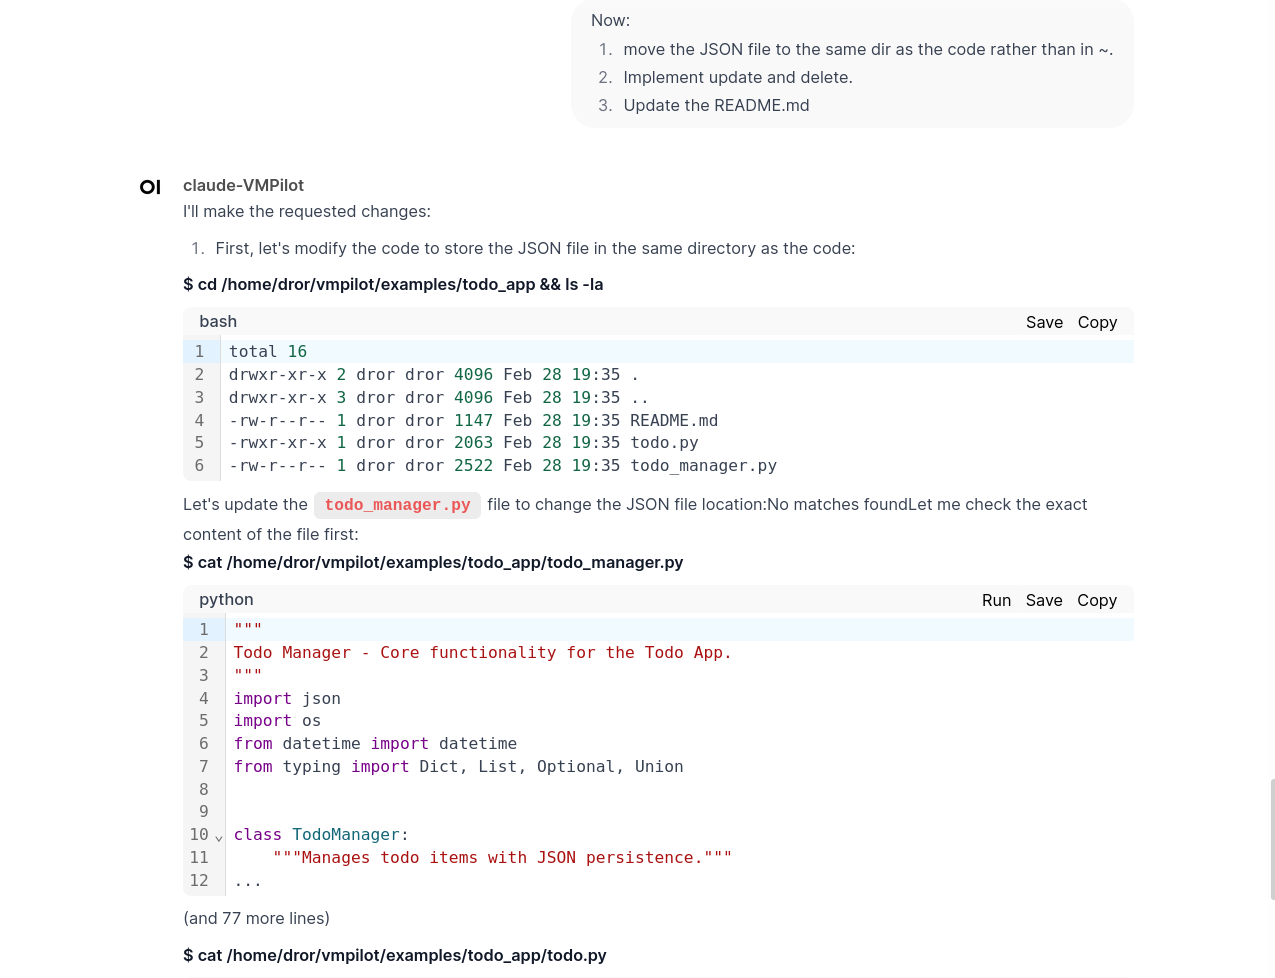 Now:
1. move the JSON file to the same dir as the code rather than in ~.
2. Implement update and delete.
3. Update the README.md
OI claude-VMPilot
I'll make the requested changes:
1. First, let's modify the code to store the JSON file in the same directory as the code:
$ cd /home/dror/vmpilot/examples/todo_app && ls -la
bash Save Copy
1 total 16
2 drwxr-xr-x 2 dror dror 4096 Feb 28 19:35 .
3 drwxr-xr-x 3 dror dror 4096 Feb 28 19:35 ..
4 -rw-r--r-- 1 dror dror 1147 Feb 28 19:35 README.md
5 -rwxr-xr-x 1 dror dror 2063 Feb 28 19:35 todo.py
6 -rw-r--r-- 1 dror dror 2522 Feb 28 19:35 todo_manager.py
Let's update the todo_manager.py file to change the JSON file location:No matches foundLet me check the exact
content of the file first:
$ cat /home/dror/vmpilot/examples/todo_app/todo_manager.py
python Run Save Copy
1 """
2 Todo Manager - Core functionality for the Todo App.
3 """
4 import json
5 import os
6 from datetime import datetime
7 from typing import Dict, List, Optional, Union
8
9
10 class TodoManager:
11     """Manages todo items with JSON persistence."""
12 ...
(and 77 more lines)
$ cat /home/dror/vmpilot/examples/todo_app/todo.py